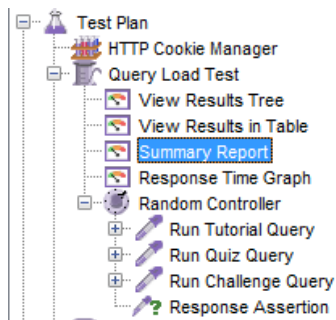 Test Plan
HTTP Cookie Manager
Query Load Test
View Results Tree
View Results in Table
Summary Report
Response Time Graph
Random Controller
Run Tutorial Query
Run Quiz Query
Run Challenge Query
Response Assertion